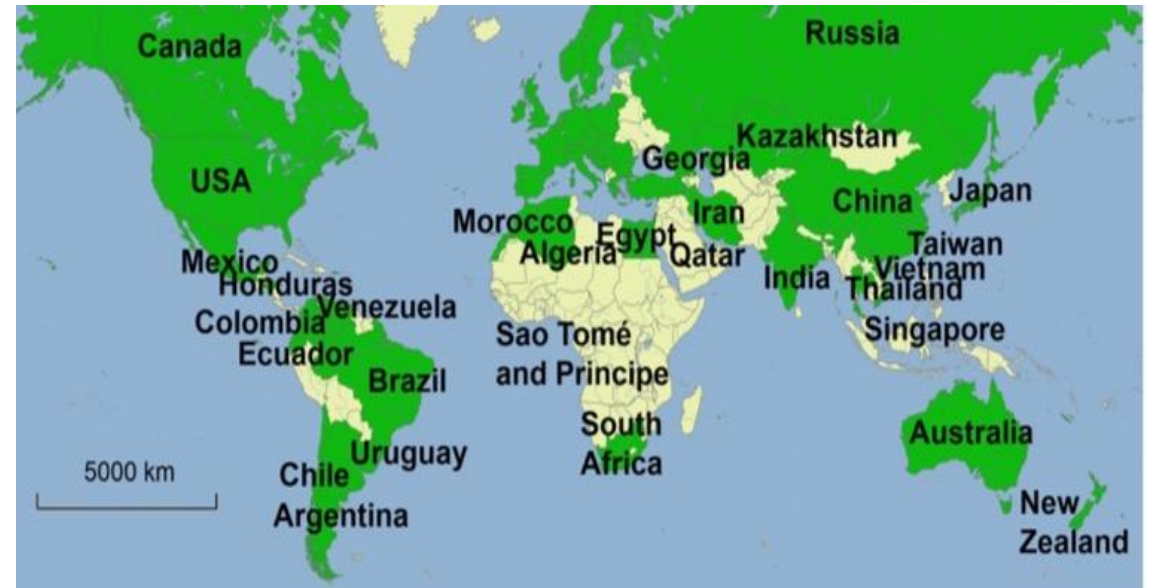 Canada
Russia
Kazakhstan
Georgia
USA
China
Japan
Iran
Morocco
Egypt
Algeria
Qatar
Taiwan
Mexico
Vietnam
India
Honduras
Thailand
Venezuela
Colombia
Singapore
Sao Tomé
Ecuador
and Principe
Brazil
South
Australia
Uruguay
Africa
5000 km
Chile
New
Argentina
Zealand